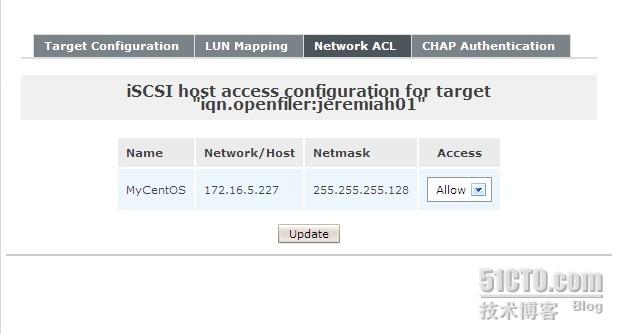 Target Configuration LUN Mapping Network ACL CHAP Authentication
iSCSI host access configuration for target
"iqn.openfiler:jeremiah01"
Name Network/Host Netmask Access
MyCentOS 172.16.5.227 255.255.255.128 Allow
Update
51CTO.com
技术博客 Blog